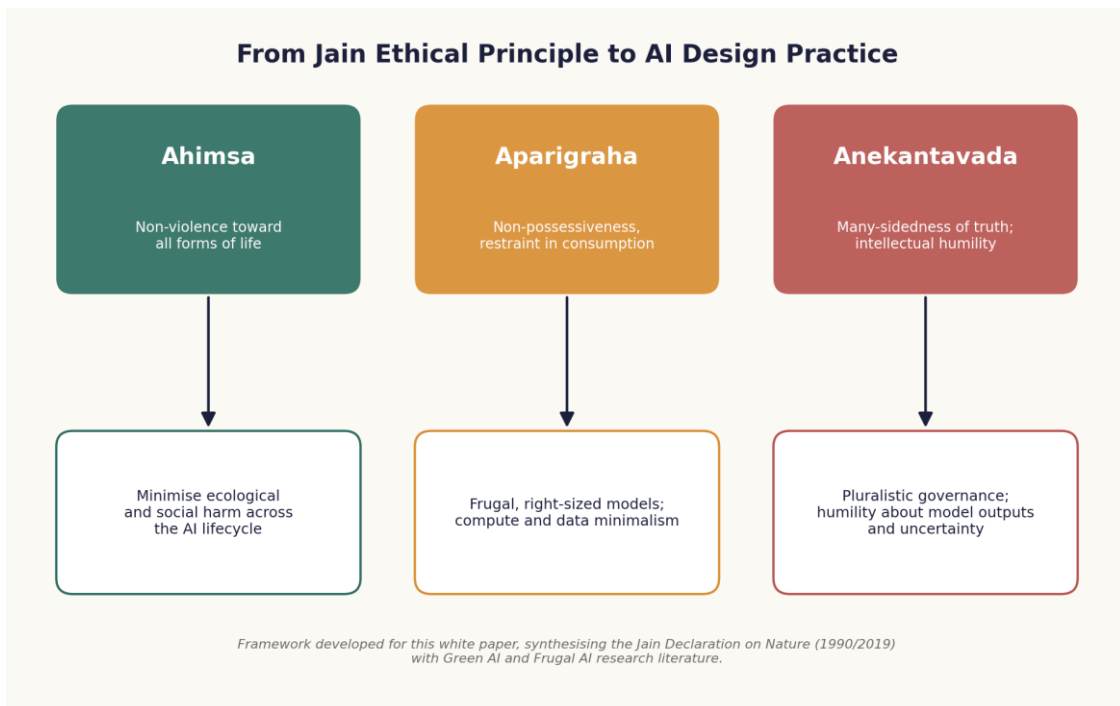 From Jain Ethical Principle to AI Design Practice
Ahimsa
Non-violence toward
all forms of life
Aparigraha
Non-possessiveness,
restraint in consumption
Anekantavada
Many-sidedness of truth;
intellectual humility
Minimise ecological
and social harm across
the AI lifecycle
Frugal, right-sized models;
compute and data minimalism
Pluralistic governance;
humility about model outputs
and uncertainty
Framework developed for this white paper, synthesising the Jain Declaration on Nature (1990/2019)
with Green AI and Frugal AI research literature.